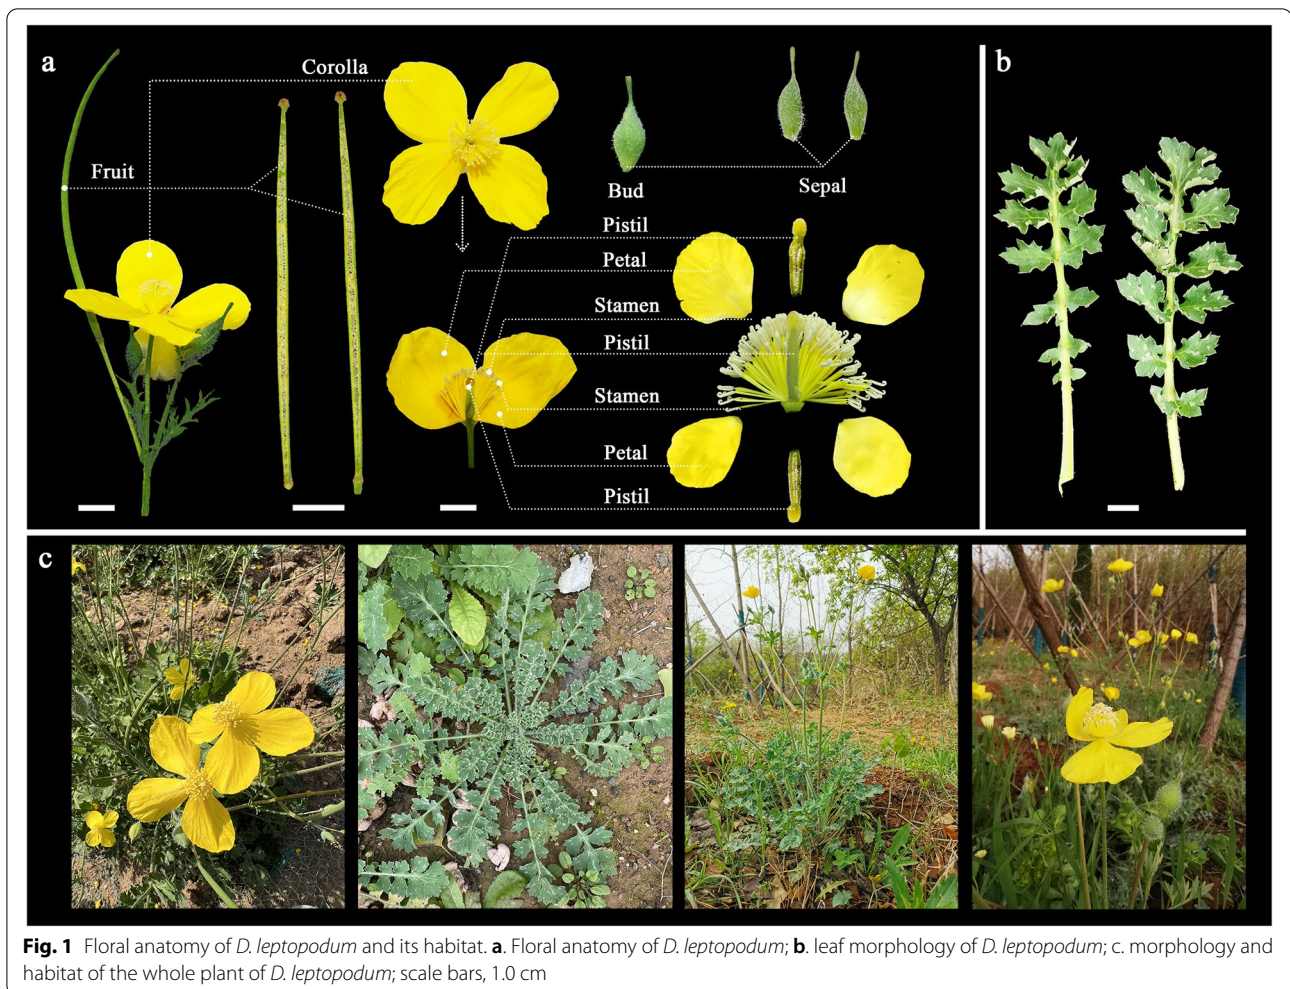 a
b
Corolla
Fruit
Bud
Sepal
Pistil
Petal
Stamen
Pistil
Stamen
Petal
Pistil
c
Fig. 1 Floral anatomy of D. leptopodum and its habitat. a. Floral anatomy of D. leptopodum; b. leaf morphology of D. leptopodum; c. morphology and
habitat of the whole plant of D. leptopodum; scale bars, 1.0 cm